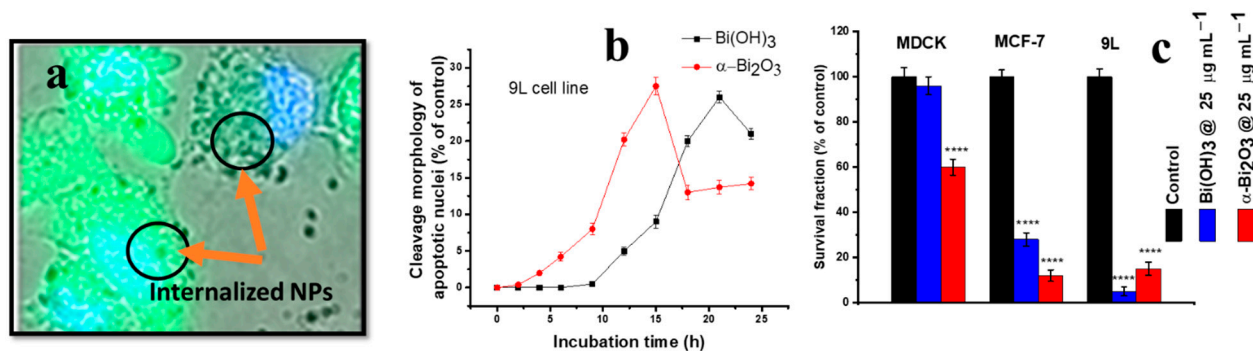 a
Internalized NPs
b
Bi(OH)3
α–Bi2O3
9L cell line
Cleavage morphology of
apoptotic nuclei (% of control)
25
20
15
10
5
0
0 5 10 15 20 25
Incubation time (h)
c
MDCK MCF-7 9L
Survival fraction (% of control)
120
100
80
60
40
20
0
****
****
****
****
****
Control
Bi(OH)3 @ 25 μg mL−1
α-Bi2O3 @ 25 μg mL−1